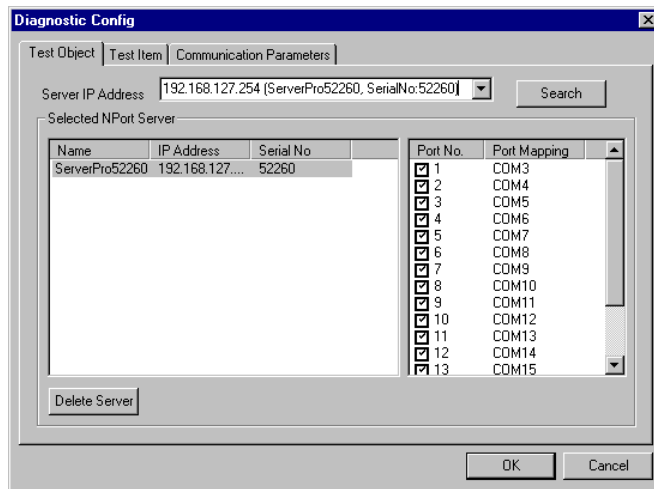 Diagnostic Config
Test Object Test Item Communication Parameters
Server IP Address 192.168.127.254 (ServerPro52260, SerialNo:52260) Search
Selected NPort Server
Name IP Address Serial No Port No. Port Mapping
ServerPro52260 192.168.127.... 52260 1 COM3
2 COM4
3 COM5
4 COM6
5 COM7
6 COM8
7 COM9
8 COM10
9 COM11
10 COM12
11 COM13
12 COM14
13 COM15
Delete Server
OK Cancel